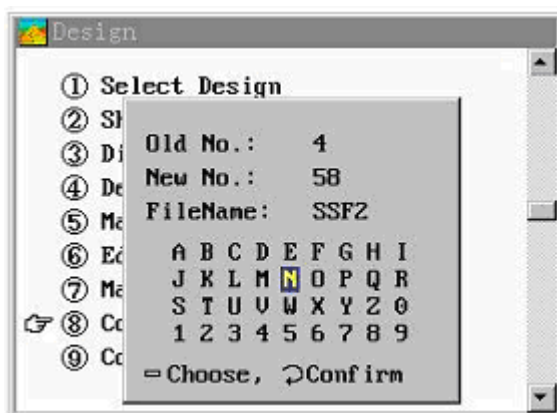 Design
① Select Design
② Sh
③ Di
④ De
⑤ Ma
⑥ Ed
⑦ Ma
⑧ Co
⑨ Co
Old No.: 4
New No.: 58
FileName: SSFZ
A B C D E F G H I
J K L M N O P Q R
S T U V W X Y Z 0
1 2 3 4 5 6 7 8 9
Choose, Confirm